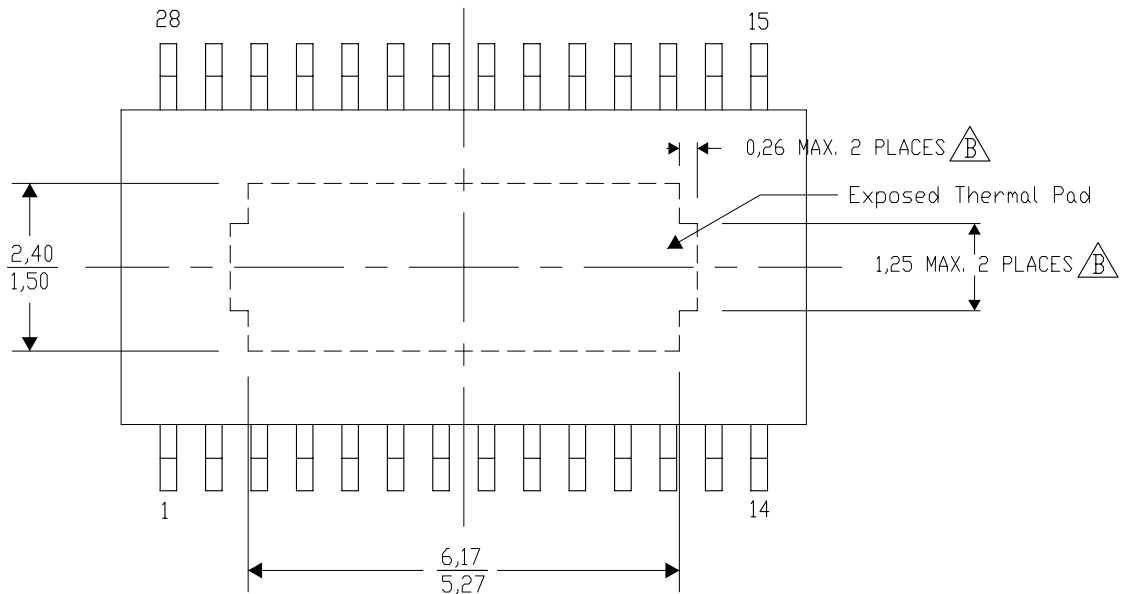 28
15
0,26 MAX. 2 PLACES B
Exposed Thermal Pad
2,40
1,50
1,25 MAX. 2 PLACES B
1
14
6,17
5,27